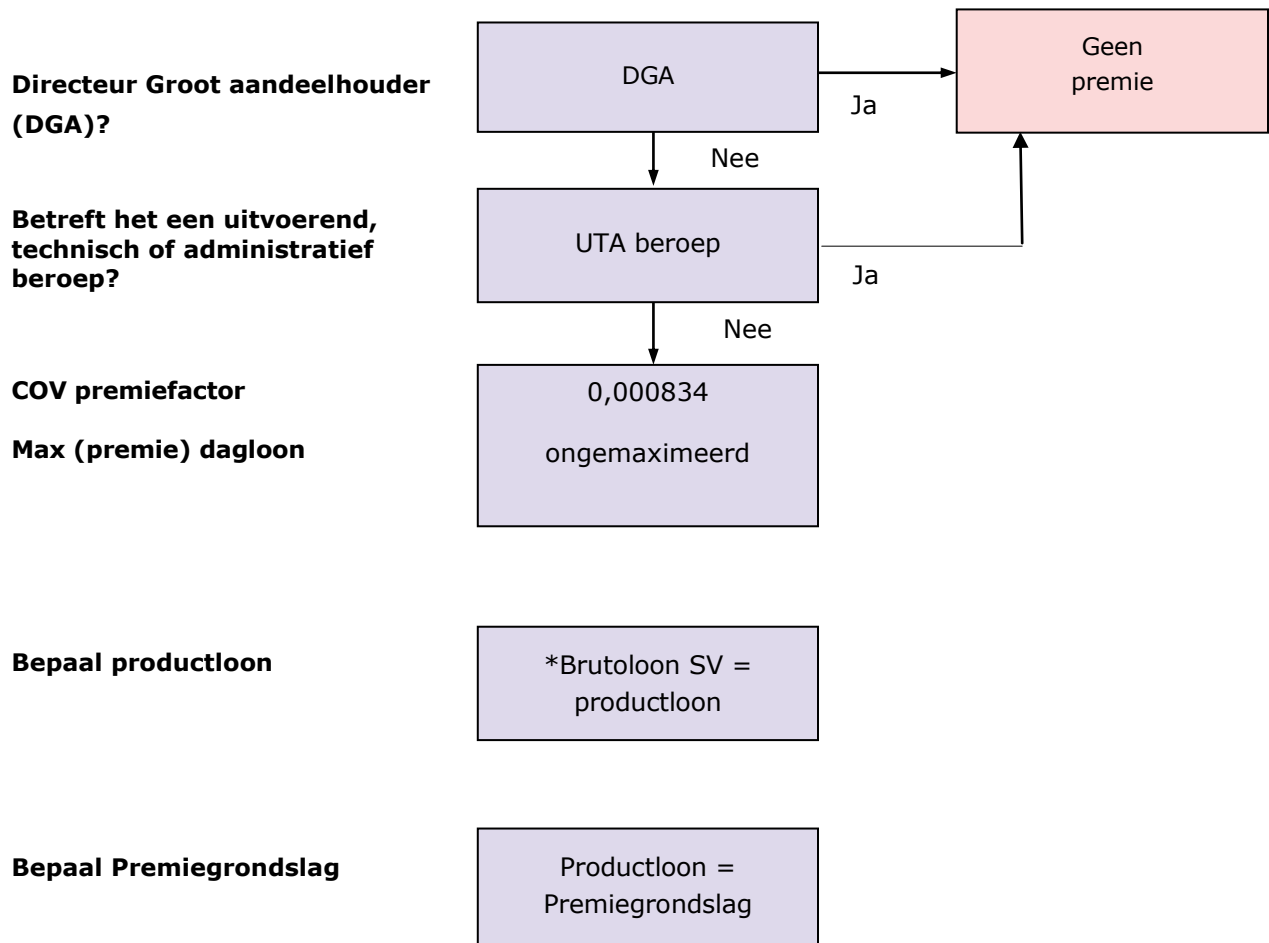 DGA
Geen
premie
Directeur Groot aandeelhouder
(DGA)?
Ja
Nee
Betreft het een uitvoerend,
technisch of administratief
beroep?
UTA beroep
Ja
Nee
COV premiefactor
0,000834
Max (premie) dagloon
ongemaximeerd
Bepaal productloon
*Brutoloon SV =
productloon
Bepaal Premiegrondslag
Productloon =
Premiegrondslag